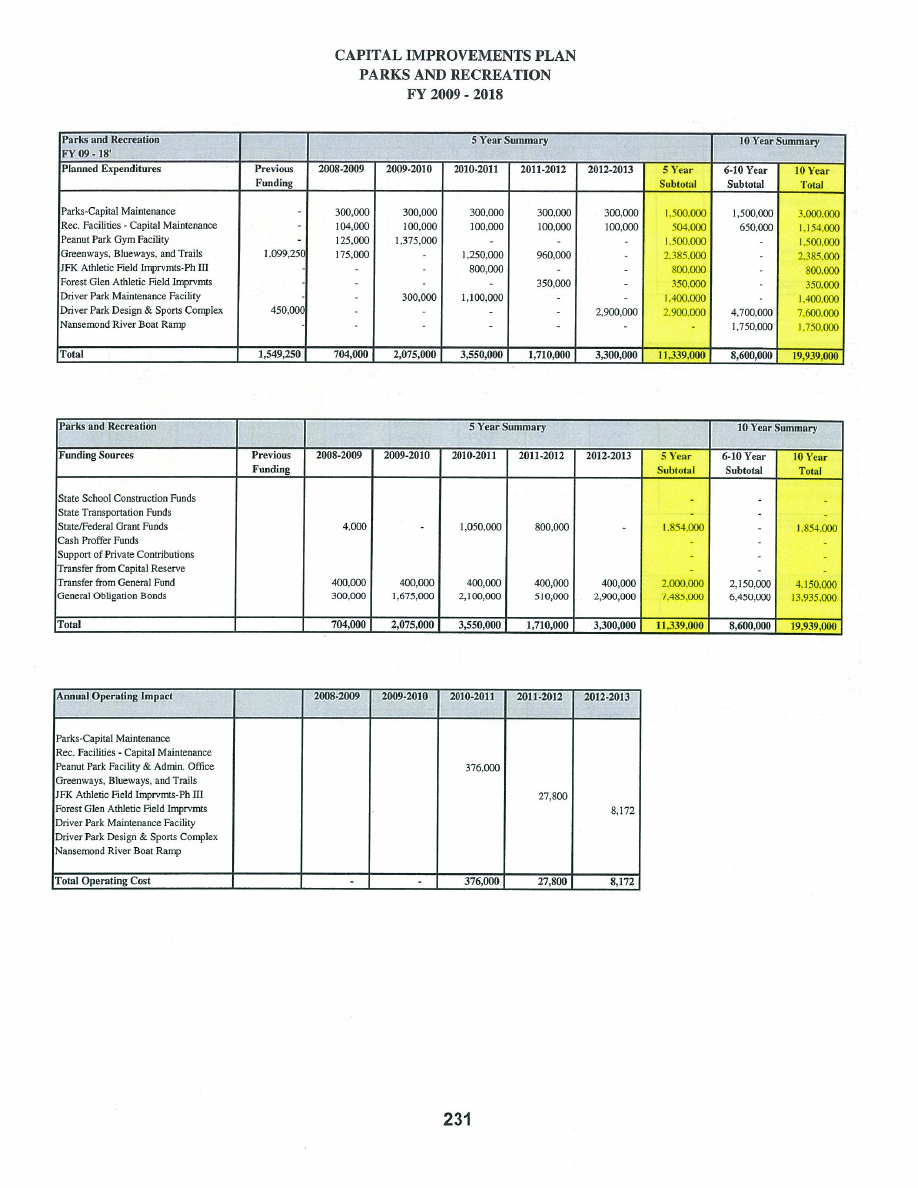 CAPITAL IMPROVEMENTS PLAN
PARKS AND RECREATION
FY 2009 - 2018
Parks and Recreation 5 Year Summary 10 Year Summary
FY 09 - 18'
Planned Expenditures Previous 2008-2009 2009-2010 2010-2011 2011-2012 2012-2013 5 Year 6-10 Year 10 Year
Funding Subtotal Subtotal Total
Parks-Capital Maintenance - 300,000 300,000 300,000 300,000 300,000 1,500,000 1,500,000 3,000,000
Rec. Facilities - Capital Maintenance - 104,000 100,000 100,000 100,000 100,000 504,000 650,000 1,154,000
Peanut Park Gym Facility - 125,000 1,375,000 - - - 1,500,000 - 1,500,000
Greenways, Blueways, and Trails 1,099,250 175,000 - 1,250,000 960,000 - 2,385,000 - 2,385,000
JFK Athletic Field Imprvmts-Ph III - - - 800,000 - - 800,000 - 800,000
Forest Glen Athletic Field Imprvmts - - - - 350,000 - 350,000 - 350,000
Driver Park Maintenance Facility - - 300,000 1,100,000 - - 1,400,000 - 1,400,000
Driver Park Design & Sports Complex 450,000 - - - - 2,900,000 2,900,000 4,700,000 7,600,000
Nansemond River Boat Ramp - - - - - - - 1,750,000 1,750,000
Total 1,549,250 704,000 2,075,000 3,550,000 1,710,000 3,300,000 11,339,000 8,600,000 19,939,000
Parks and Recreation 5 Year Summary 10 Year Summary
Funding Sources Previous 2008-2009 2009-2010 2010-2011 2011-2012 2012-2013 5 Year 6-10 Year 10 Year
Funding Subtotal Subtotal Total
State School Construction Funds - - -
State Transportation Funds - - -
State/Federal Grant Funds 4,000 - 1,050,000 800,000 - 1,854,000 - 1,854,000
Cash Proffer Funds - - -
Support of Private Contributions - - -
Transfer from Capital Reserve - - -
Transfer from General Fund 400,000 400,000 400,000 400,000 400,000 2,000,000 2,150,000 4,150,000
General Obligation Bonds 300,000 1,675,000 2,100,000 510,000 2,900,000 7,485,000 6,450,000 13,935,000
Total 704,000 2,075,000 3,550,000 1,710,000 3,300,000 11,339,000 8,600,000 19,939,000
Annual Operating Impact 2008-2009 2009-2010 2010-2011 2011-2012 2012-2013
Parks-Capital Maintenance
Rec. Facilities - Capital Maintenance
Peanut Park Facility & Admin. Office 376,000
Greenways, Blueways, and Trails
JFK Athletic Field Imprvmts-Ph III 27,800
Forest Glen Athletic Field Imprvmts 8,172
Driver Park Maintenance Facility
Driver Park Design & Sports Complex
Nansemond River Boat Ramp
Total Operating Cost - - 376,000 27,800 8,172
231